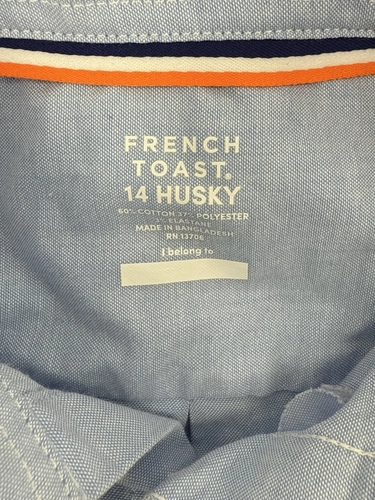 FRENCH
TOAST.
14 HUSKY
60% COTTON 37% POLYESTER
3% ELASTANE
MADE IN BANGLADESH
RN 13706
I belong to